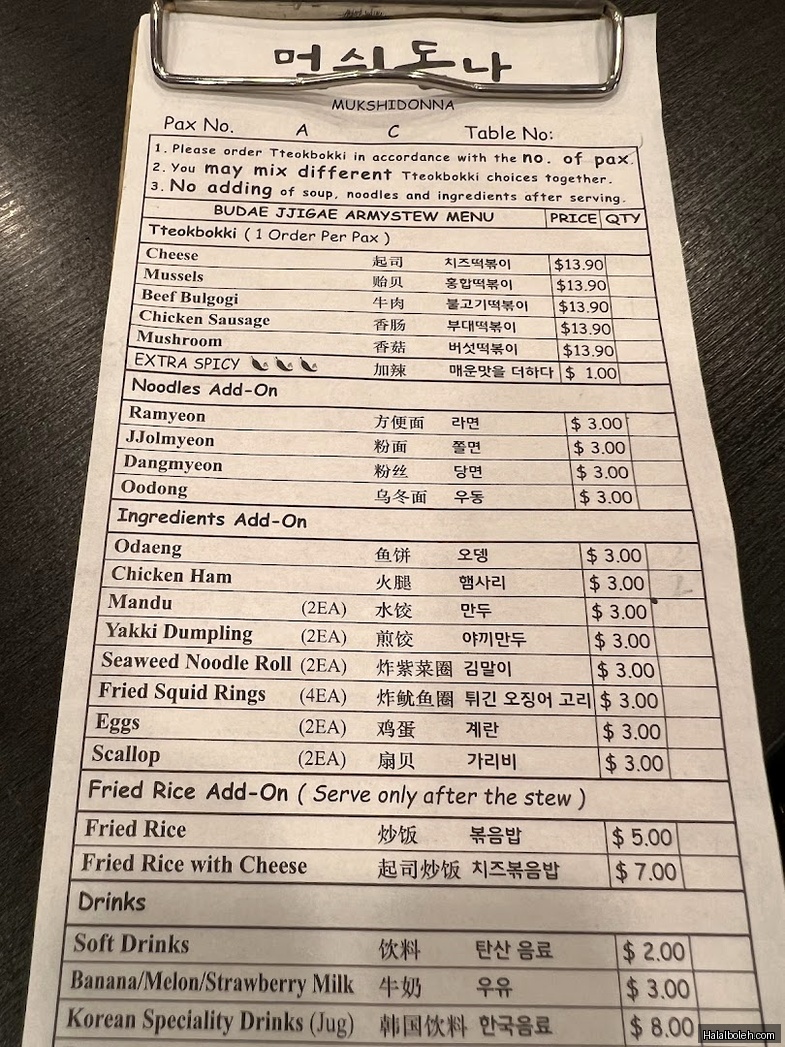 먹쉬돈나
MUKSHIDONNA
Pax No. A C Table No:
1. Please order Tteokbokki in accordance with the no. of pax.
2. You may mix different Tteokbokki choices together.
3. No adding of soup, noodles and ingredients after serving.
BUDAE JJIGAE ARMYSTEW MENU PRICE QTY
Tteokbokki ( 1 Order Per Pax )
Cheese 起司 치즈떡볶이 $13.90
Mussels 贻贝 홍합떡볶이 $13.90
Beef Bulgogi 牛肉 불고기떡볶이 $13.90
Chicken Sausage 香肠 부대떡볶이 $13.90
Mushroom 香菇 버섯떡볶이 $13.90
EXTRA SPICY 加辣 매운맛을 더하다 $ 1.00
Noodles Add-On
Ramyeon 方便面 라면 $ 3.00
JJolmyeon 粉面 쫄면 $ 3.00
Dangmyeon 粉丝 당면 $ 3.00
Oodong 乌冬面 우동 $ 3.00
Ingredients Add-On
Odaeng 鱼饼 오뎅 $ 3.00
Chicken Ham 火腿 햄사리 $ 3.00
Mandu (2EA) 水饺 만두 $ 3.00
Yakki Dumpling (2EA) 煎饺 야끼만두 $ 3.00
Seaweed Noodle Roll (2EA) 炸紫菜圈 김말이 $ 3.00
Fried Squid Rings (4EA) 炸鱿鱼圈 튀긴 오징어 고리 $ 3.00
Eggs (2EA) 鸡蛋 계란 $ 3.00
Scallop (2EA) 扇贝 가리비 $ 3.00
Fried Rice Add-On ( Serve only after the stew )
Fried Rice 炒饭 볶음밥 $ 5.00
Fried Rice with Cheese 起司炒饭 치즈볶음밥 $ 7.00
Drinks
Soft Drinks 饮料 탄산 음료 $ 2.00
Banana/Melon/Strawberry Milk 牛奶 우유 $ 3.00
Korean Speciality Drinks (Jug) 韩国饮料 한국음료 $ 8.00
Halalboleh.com